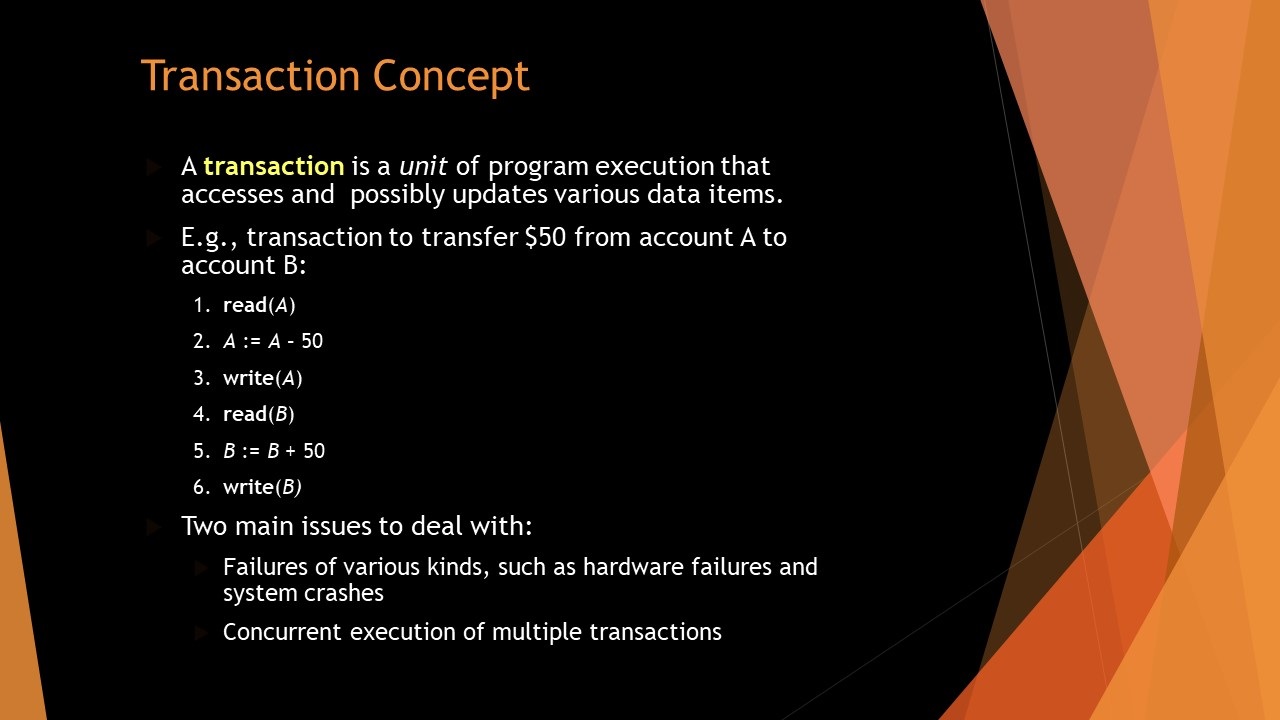 Transaction Concept
A transaction is a unit of program execution that
accesses and  possibly updates various data items.
E.g., transaction to transfer $50 from account A to
account B:
1. read(A)
2. A := A – 50
3. write(A)
4. read(B)
5. B := B + 50
6. write(B)
Two main issues to deal with:
Failures of various kinds, such as hardware failures and
system crashes
Concurrent execution of multiple transactions